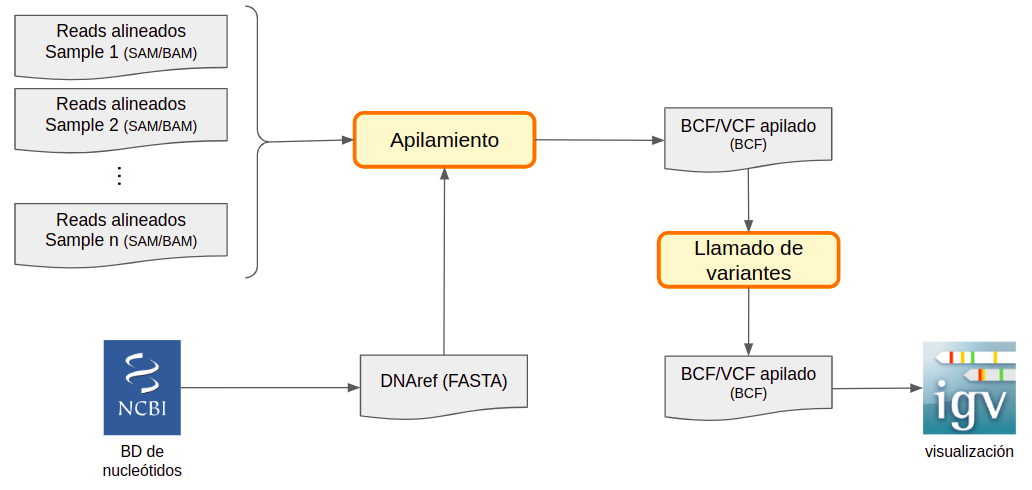 Reads alineados
Sample 1 (SAM/BAM)
Reads alineados
Sample 2 (SAM/BAM)
⋮
Reads alineados
Sample n (SAM/BAM)
Apilamiento
BCF/VCF apilado
(BCF)
Llamado de
variantes
NCBI
BD de
nucleótidos
DNAref (FASTA)
BCF/VCF apilado
(BCF)
igv
visualización